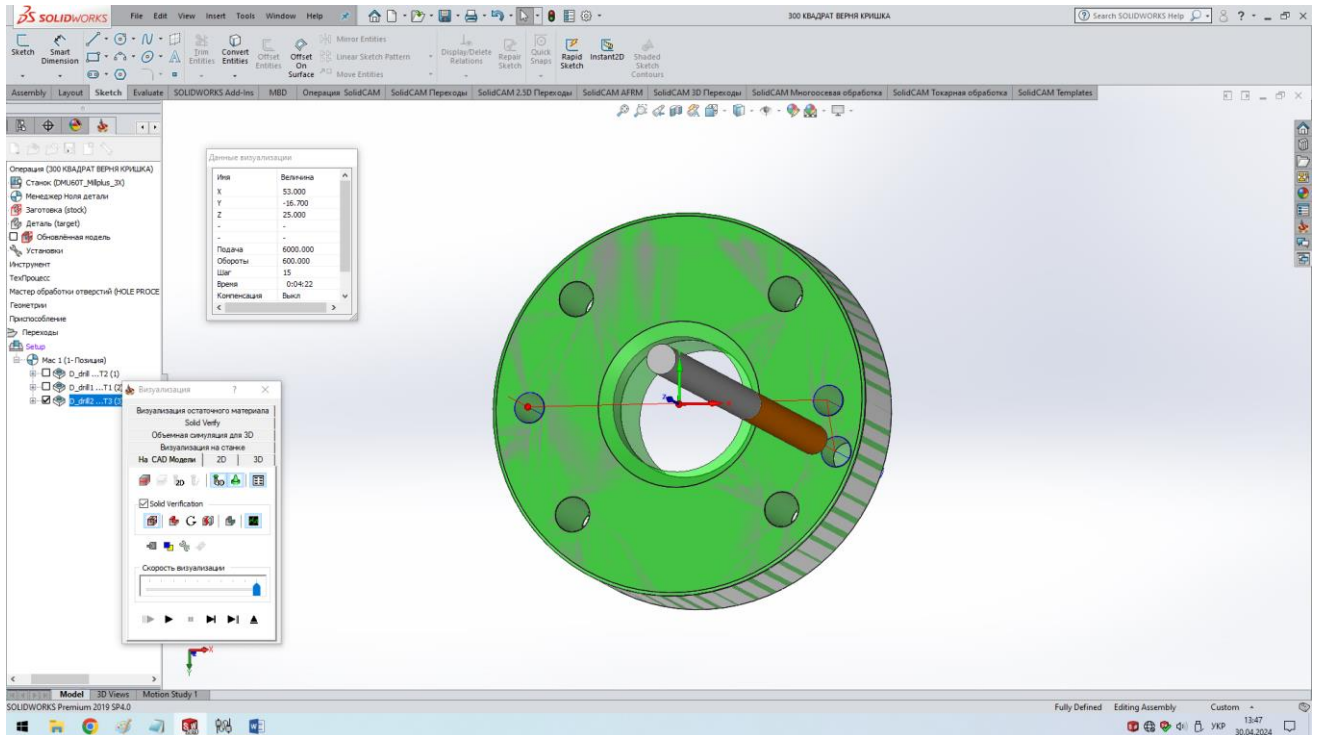 SOLIDWORKS File Edit View Insert Tools Window Help 300 КВАДРАТ ВЕРНЯ КРИШКА Search SOLIDWORKS Help
Sketch Smart Dimension Trim Entities Convert Entities Offset Entities Offset On Surface Mirror Entities Linear Sketch Pattern Move Entities Display/Delete Relations Repair Sketch Quick Snaps Rapid Sketch Instant2D Shaded Sketch Contours
Assembly Layout Sketch Evaluate SOLIDWORKS Add-Ins MBD Операция SolidCAM SolidCAM Переходы SolidCAM 2.5D Переходы SolidCAM AFRM SolidCAM 3D Переходы SolidCAM Многоосевая обработка SolidCAM Токарная обработка SolidCAM Templates
Операция (300 КВАДРАТ ВЕРНЯ КРИШКА)
Станок (DMU60T_Millplus_3X)
Менеджер Ноля детали
Заготовка (stock)
Деталь (target)
Обновлённая модель
Установки
Инструмент
ТехПроцесс
Мастер обработки отверстий (HOLE PROCE
Геометрии
Приспособление
Переходы
Setup
Мас 1 (1- Позиция)
D_drill ...T2 (1)
D_drill1 ...T1 (2)
D_drill2 ...T3 (3)
Данные визуализации
Имя Величина
X 53.000
Y -16.700
Z 25.000
- -
- -
Подача 6000.000
Обороты 600.000
Шаг 15
Время 0:04:22
Компенсация Выкл
Визуализация ? ×
Визуализация остаточного материала
Solid Verify
Объемная симуляция для 3D
Визуализация на станке
На CAD Модели 2D 3D
2D
Solid Verification
Скорость визуализации
X
Y
Model 3D Views Motion Study 1
SOLIDWORKS Premium 2019 SP4.0 Fully Defined Editing Assembly Custom
УКР 13:47
30.04.2024